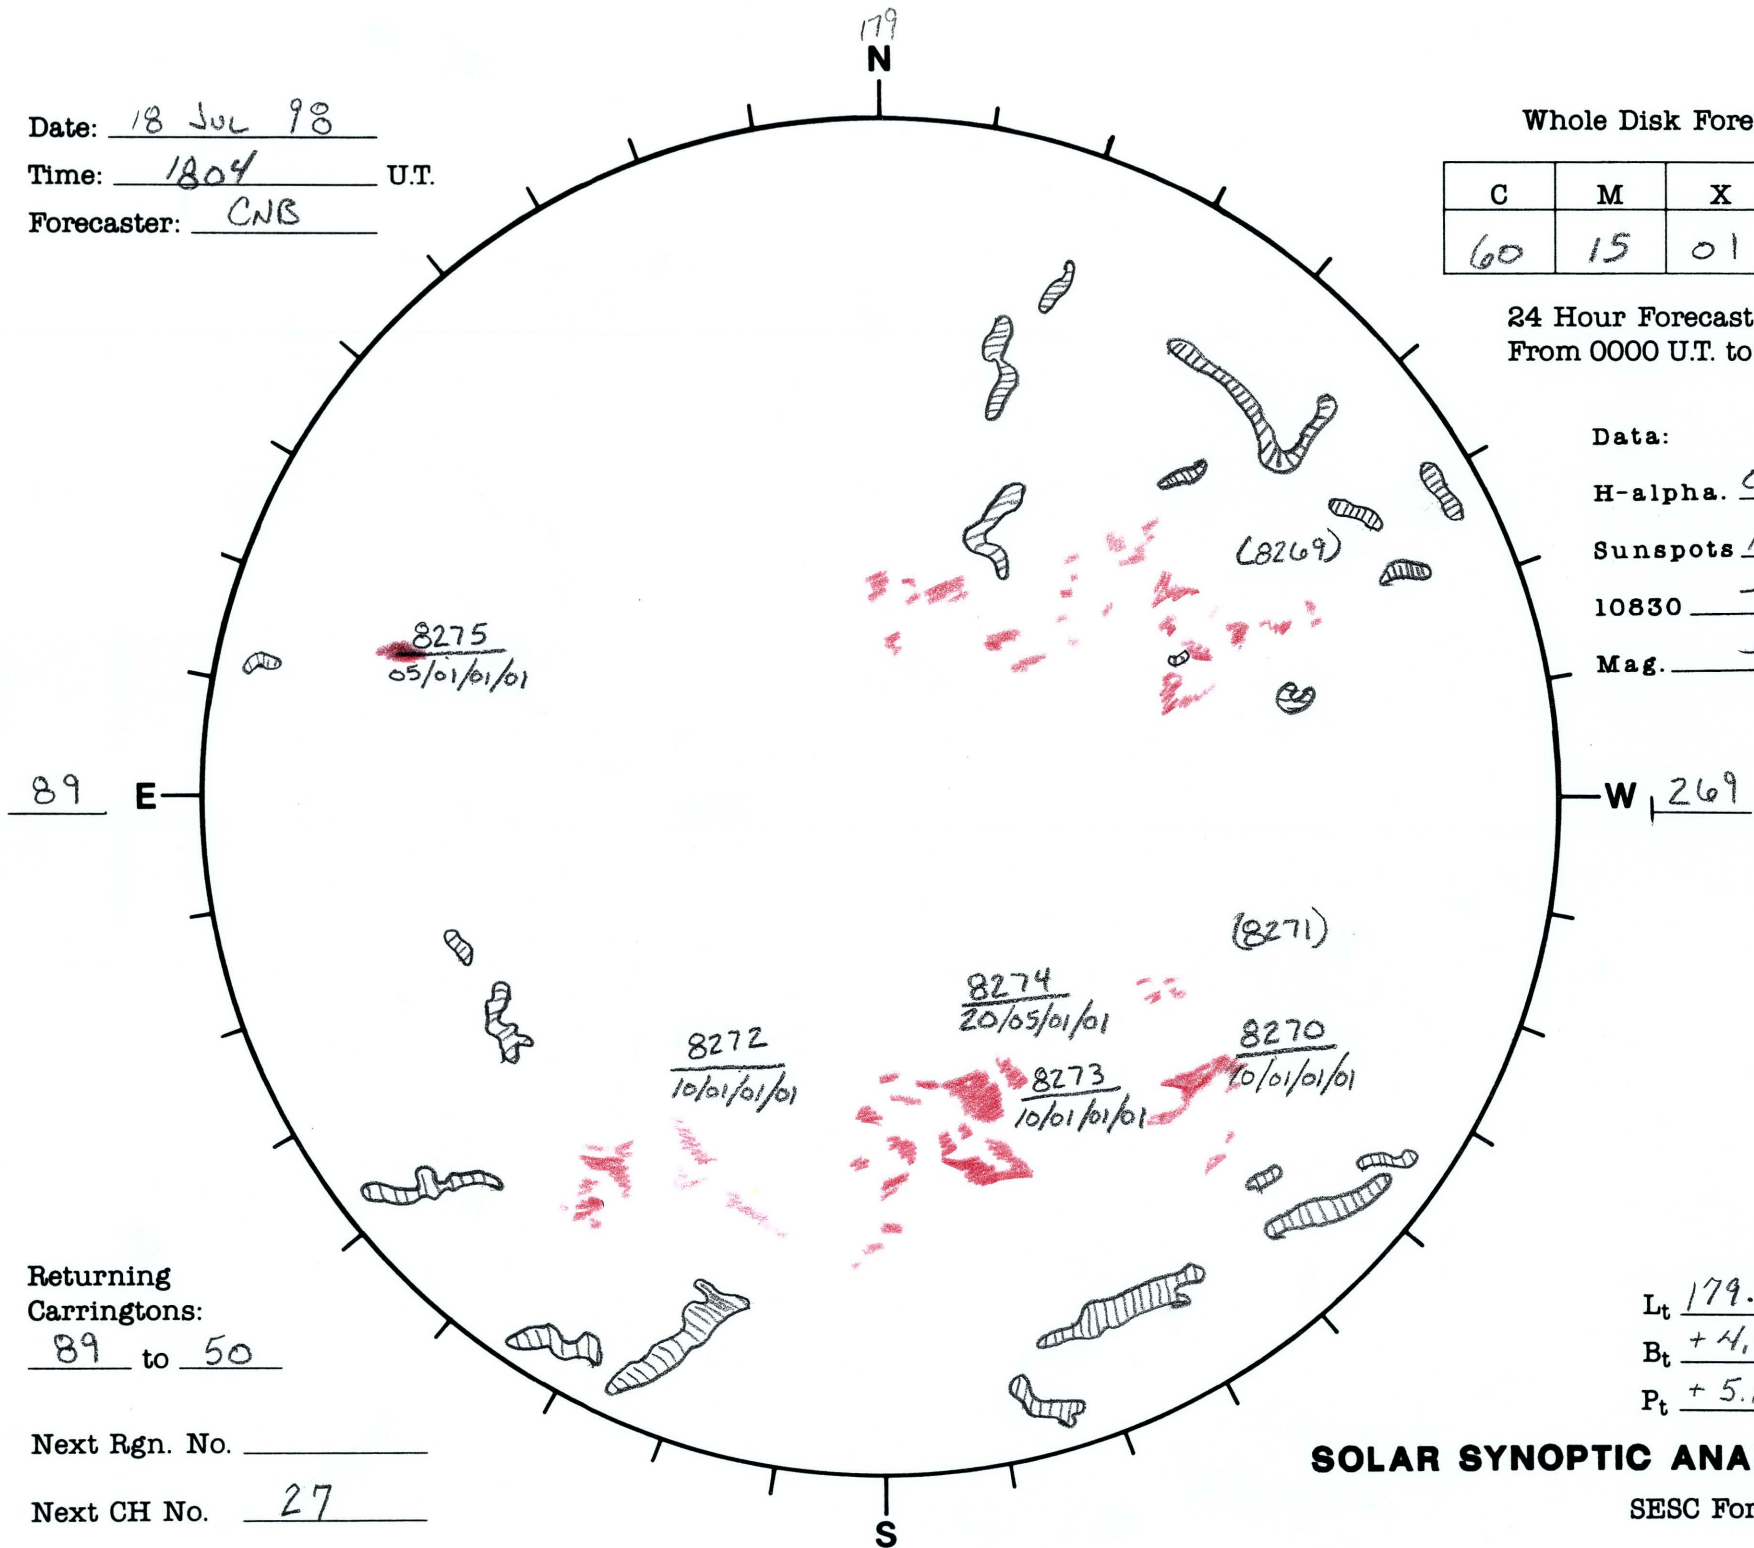 179
N
Date: 18 JUL 98
Time: 1804 U.T.
Forecaster: CNB
Whole Disk Fore
C M X
60 15 01
24 Hour Forecast
From 0000 U.T. to
Data:
H-alpha.
Sunspots
10830
Mag.
(8269)
8275
05/01/01/01
89 E
W 269
(8271)
8274
20/05/01/01
8272
10/01/01/01
8273
10/01/01/01
8270
10/01/01/01
Returning
Carringtons:
89 to 50
Next Rgn. No.
Next CH No. 27
Lt 179.
Bt +4.
Pt +5.
SOLAR SYNOPTIC ANA
SESC For
S